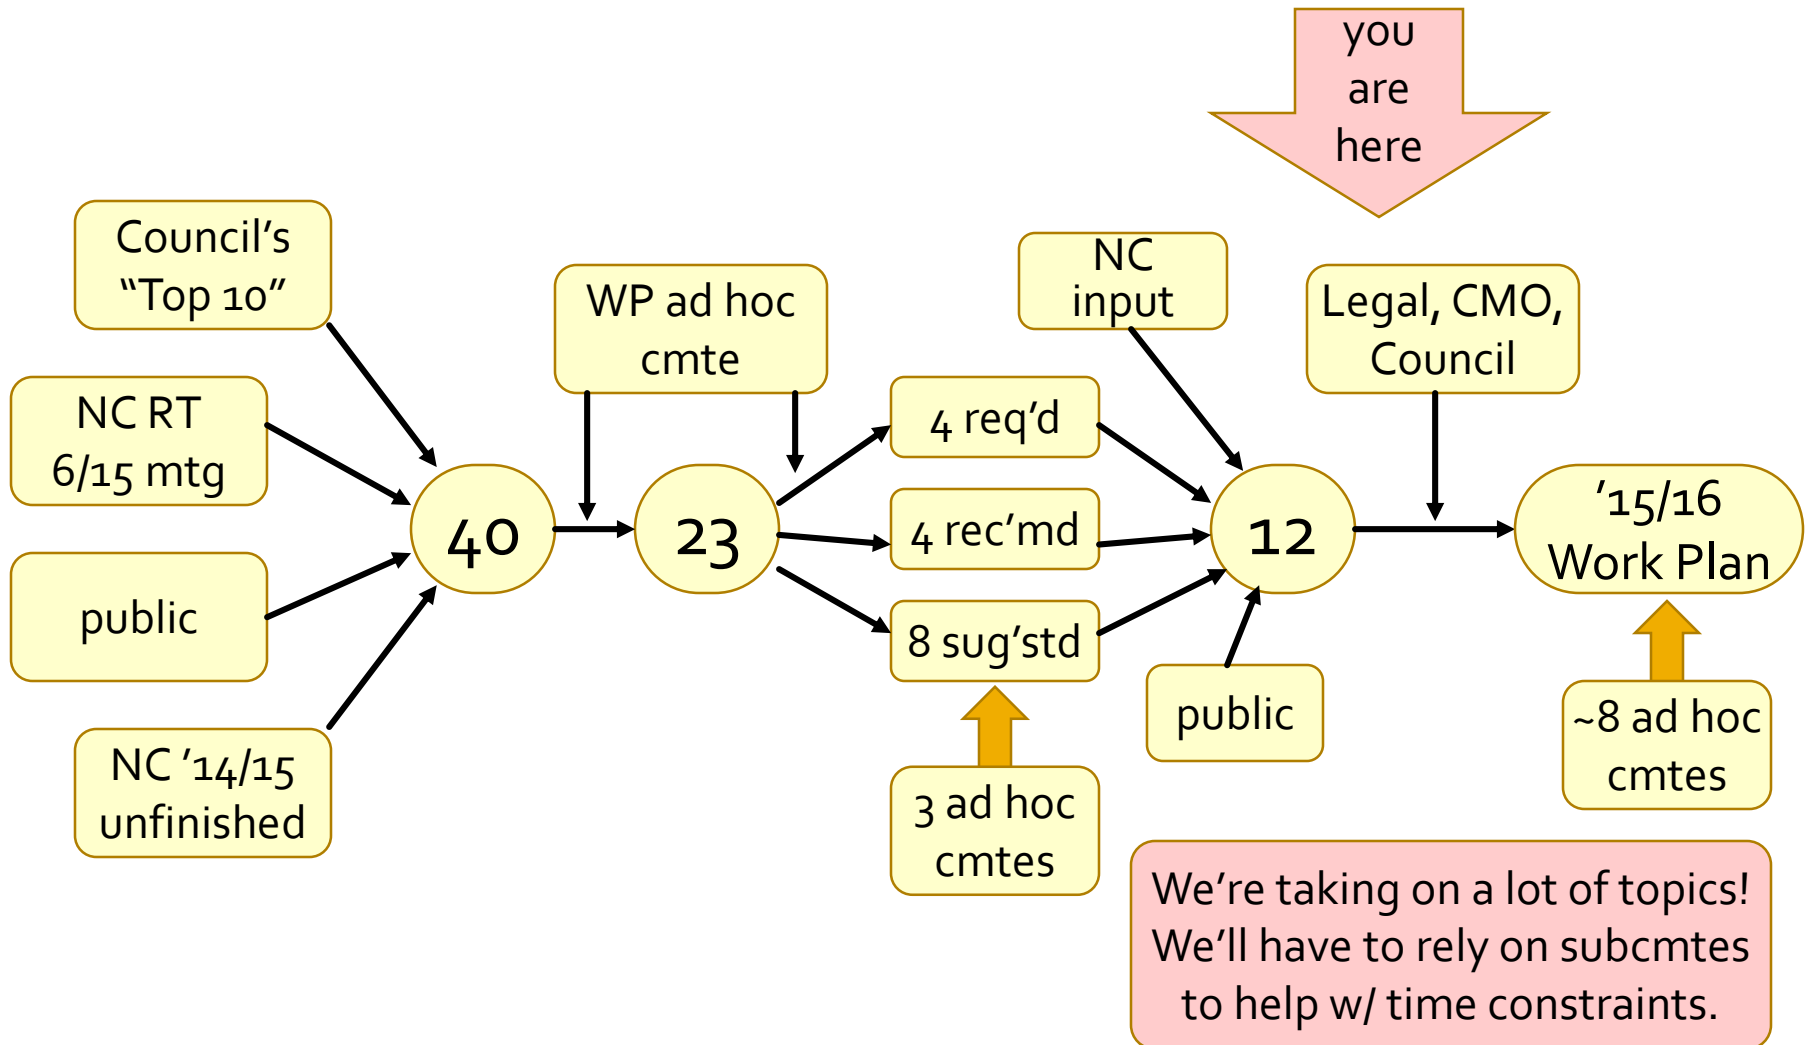 you
are
here
Council's
“Top 10”
NC RT
6/15 mtg
public
NC '14/15
unfinished
40
WP ad hoc
cmte
23
4 req'd
4 rec'md
8 sug'std
3 ad hoc
cmtes
NC
input
12
public
Legal, CMO,
Council
'15/16
Work Plan
~8 ad hoc
cmtes
We're taking on a lot of topics!
We'll have to rely on subcmtes
to help w/ time constraints.